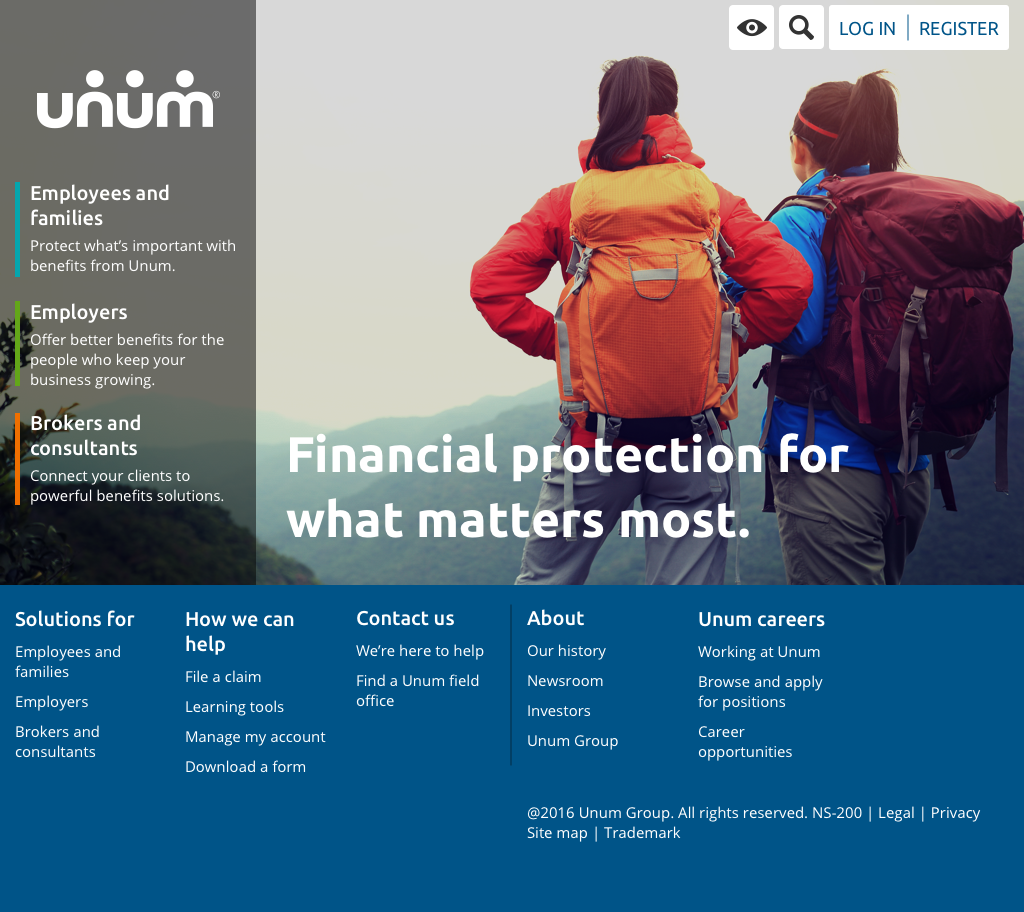 LOG IN | REGISTER
unum®
Employees and
families
Protect what’s important with
benefits from Unum.
Employers
Offer better benefits for the
people who keep your
business growing.
Brokers and
consultants
Connect your clients to
powerful benefits solutions.
Financial protection for
what matters most.
Solutions for
Employees and
families
Employers
Brokers and
consultants
How we can
help
File a claim
Learning tools
Manage my account
Download a form
Contact us
We’re here to help
Find a Unum field
office
About
Our history
Newsroom
Investors
Unum Group
Unum careers
Working at Unum
Browse and apply
for positions
Career
opportunities
@2016 Unum Group. All rights reserved. NS-200 | Legal | Privacy
Site map | Trademark